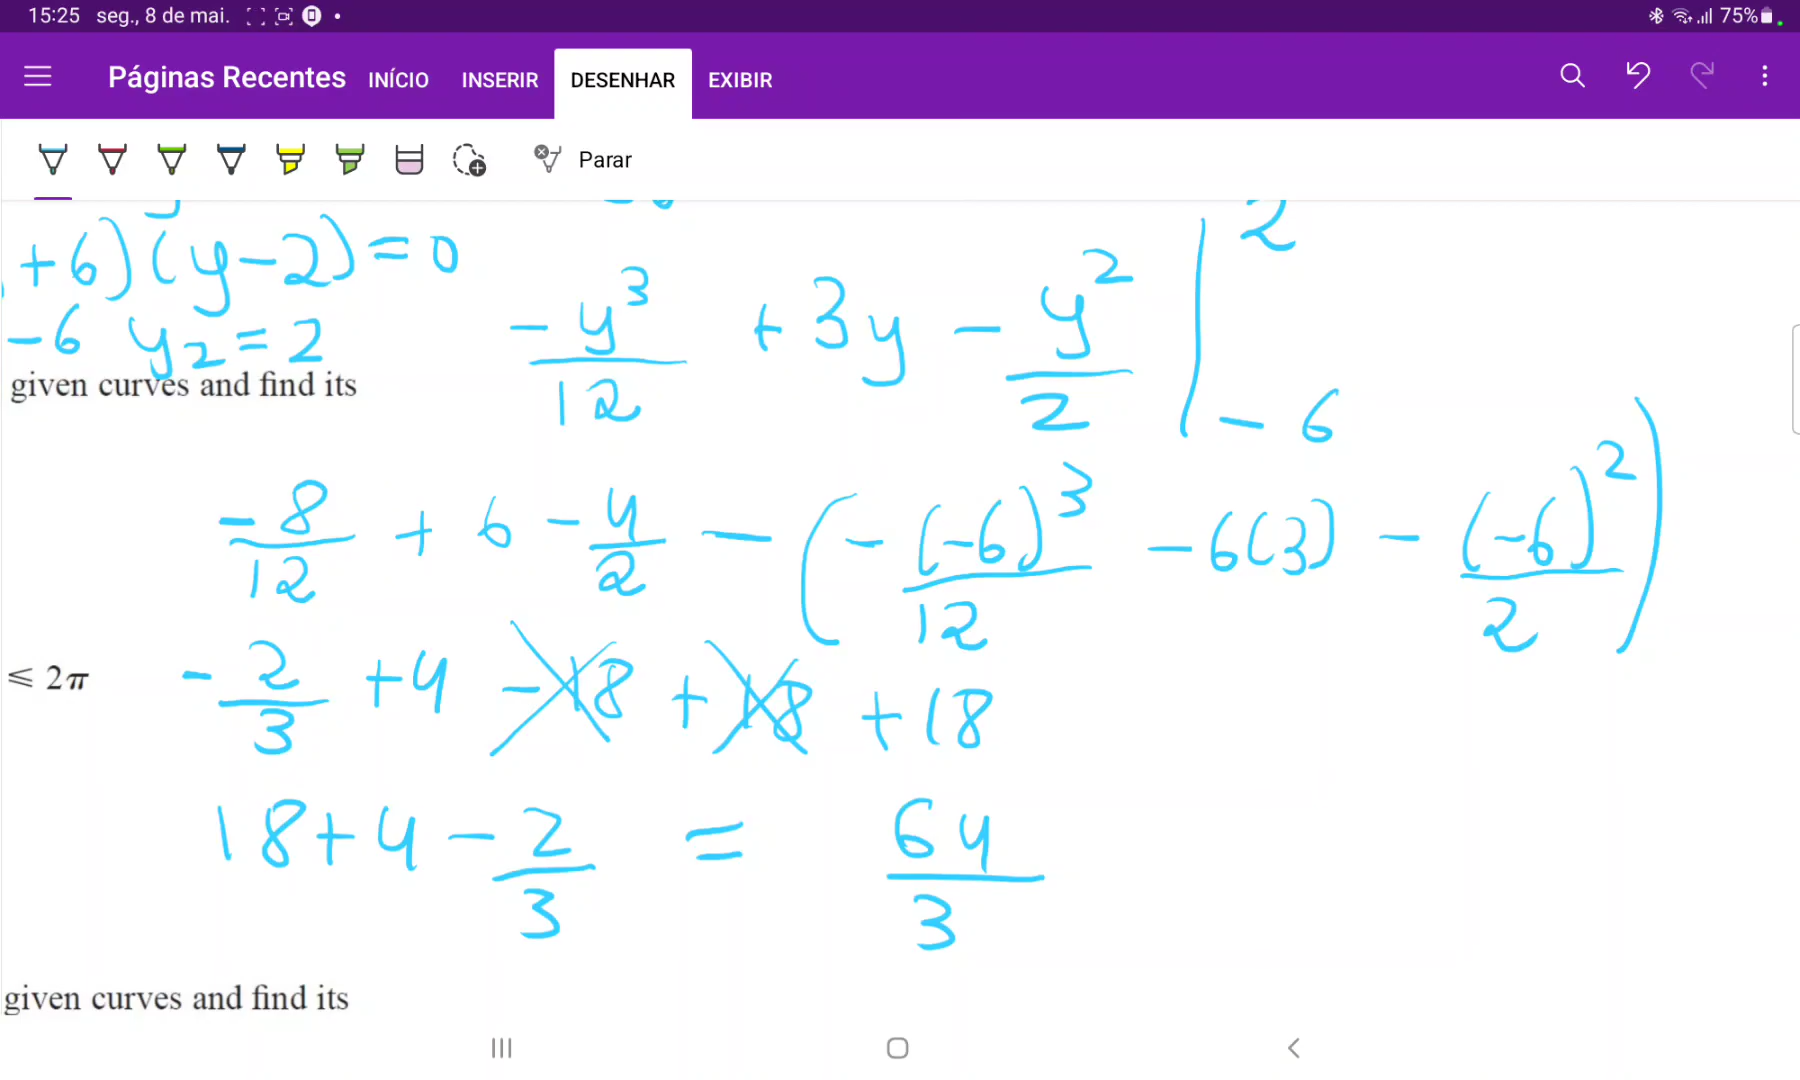 15:25 seg., 8 de mai. 75%
Páginas Recentes INÍCIO INSERIR DESENHAR EXIBIR
Parar
+6)(y-2)=0
-6 y2=2
given curves and find its
-y^3/12 +3y - y^2/2 | 2 -6
-8/12 + 6 - 4/2 - (-(-6)^3/12 -6(3) - (-6)^2/2)
≤ 2π
-2/3 +4 -18 +18 +18
18+4-2/3 = 64/3
given curves and find its